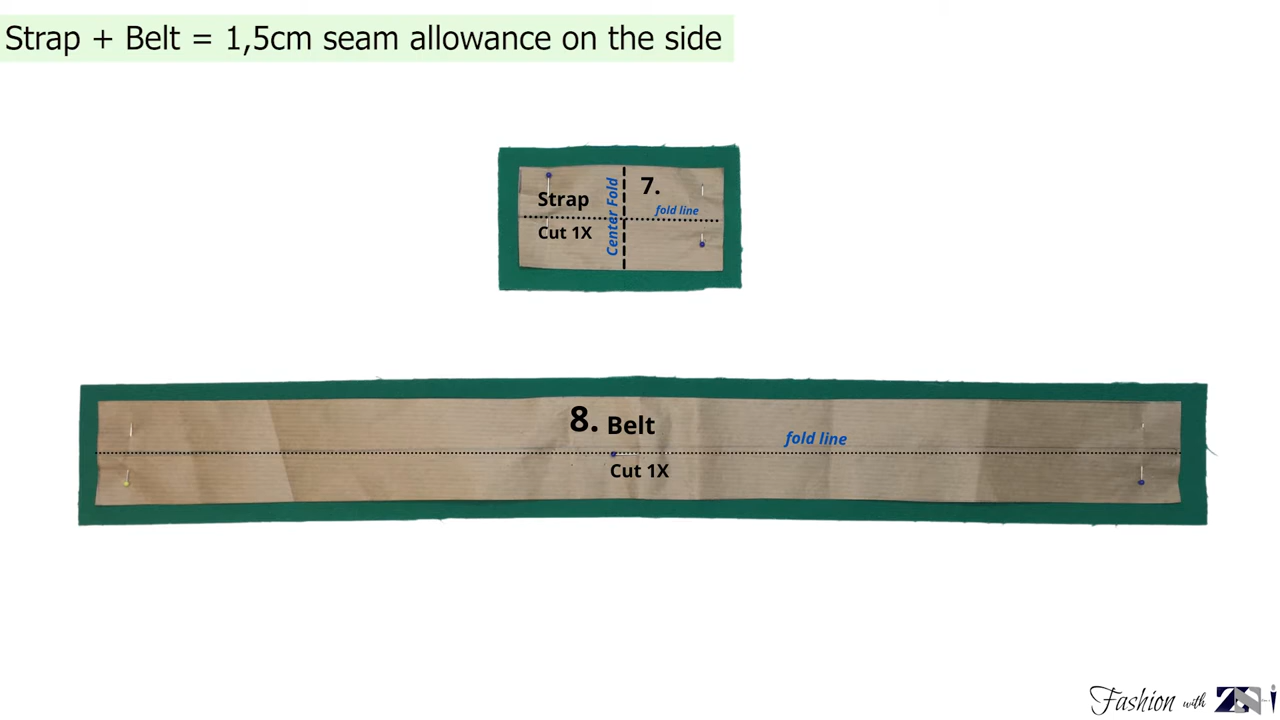 Strap + Belt = 1,5cm seam allowance on the side
Center Fold
7.
Strap
fold line
Cut 1X
8. Belt
fold line
Cut 1X
Fashion with